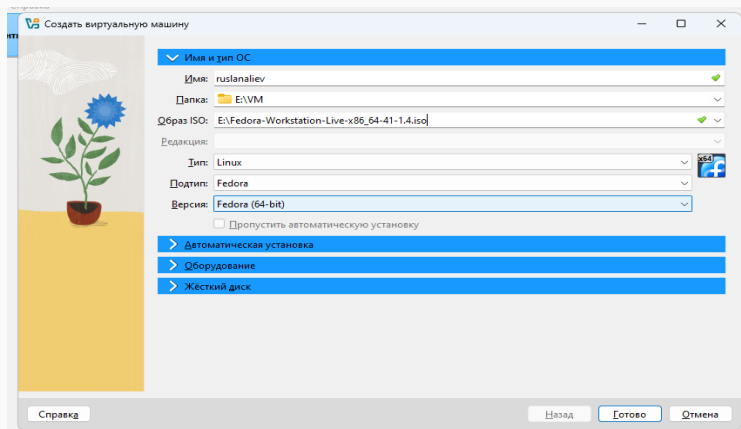 Создать виртуальную машину
Имя и тип ОС
Имя: ruslanaliev
Папка: E:\VM
Образ ISO: E:\Fedora-Workstation-Live-x86_64-41-1.4.iso
Редакция:
Тип: Linux
x64
Подтип: Fedora
Версия: Fedora (64-bit)
Пропустить автоматическую установку
Автоматическая установка
Оборудование
Жёсткий диск
Справка
Назад
Готово
Отмена